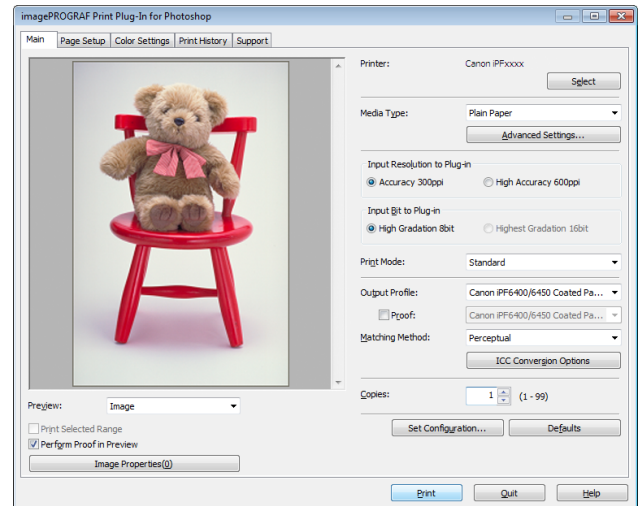 imagePROGRAF Print Plug-In for Photoshop
Main Page Setup Color Settings Print History Support
Printer: Canon iPFxxxx
Select
Media Type: Plain Paper
Advanced Settings...
Input Resolution to Plug-in
Accuracy 300ppi High Accuracy 600ppi
Input Bit to Plug-in
High Gradation 8bit Highest Gradation 16bit
Print Mode: Standard
Output Profile: Canon iPF6400/6450 Coated Pa...
Proof: Canon iPF6400/6450 Coated Pa...
Matching Method: Perceptual
ICC Conversion Options
Copies: 1 (1 - 99)
Preview: Image
Print Selected Range
Perform Proof in Preview
Image Properties(0)
Set Configuration... Defaults
Print Quit Help